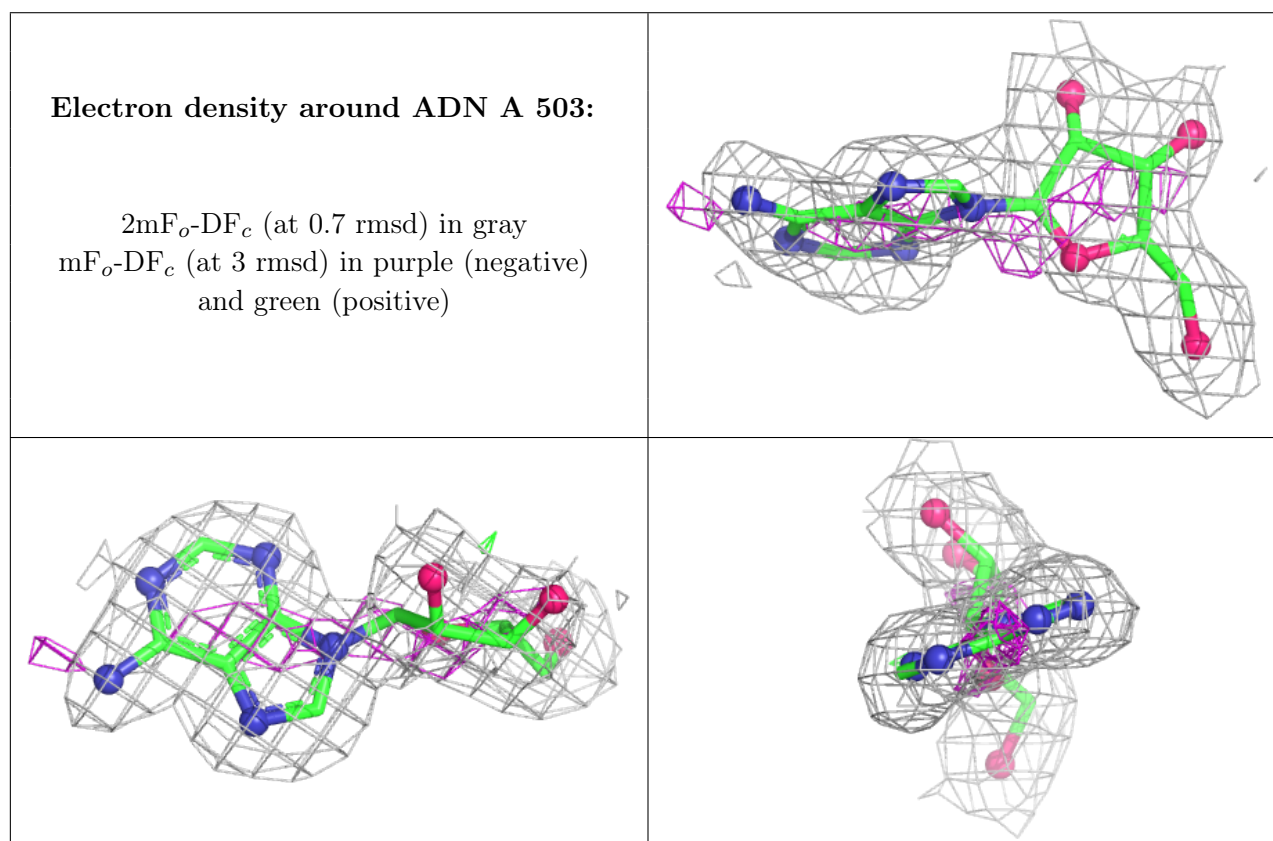 Electron density around ADN A 503:
2mFo-DFc (at 0.7 rmsd) in gray
mFo-DFc (at 3 rmsd) in purple (negative)
and green (positive)